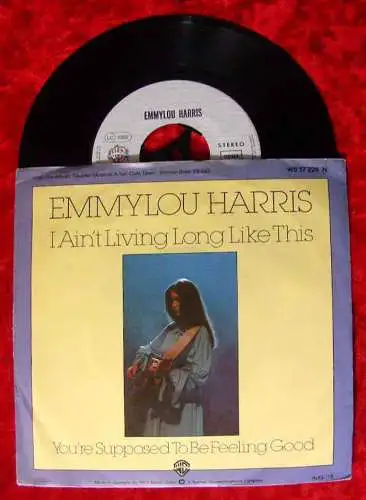 EMMYLOU HARRIS
STEREO
WB 17 229 N
EMMYLOU HARRIS
I Ain't Living Long Like This
You're Supposed To Be Feeling Good